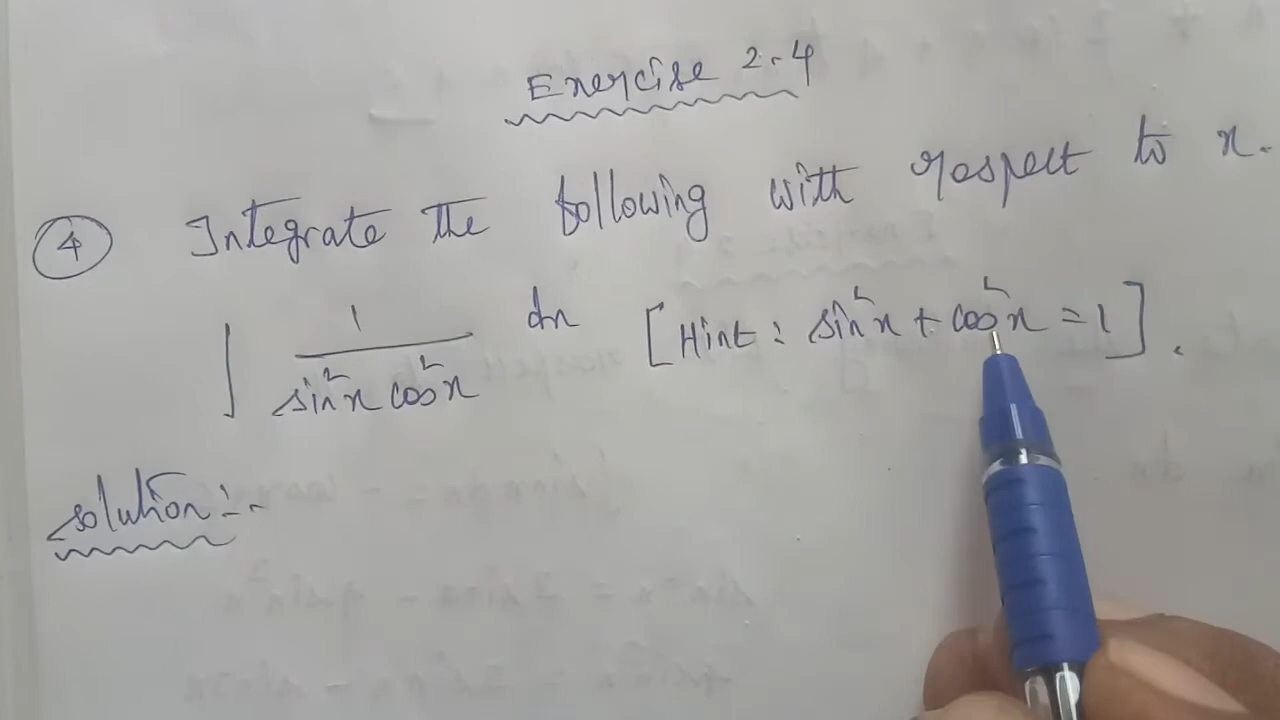 Exercise 2.4
④ Integrate the following with respect to x.
∫ 1/(sin²x cos²x) dx [Hint: sin²x + cos²x = 1].
solution:-